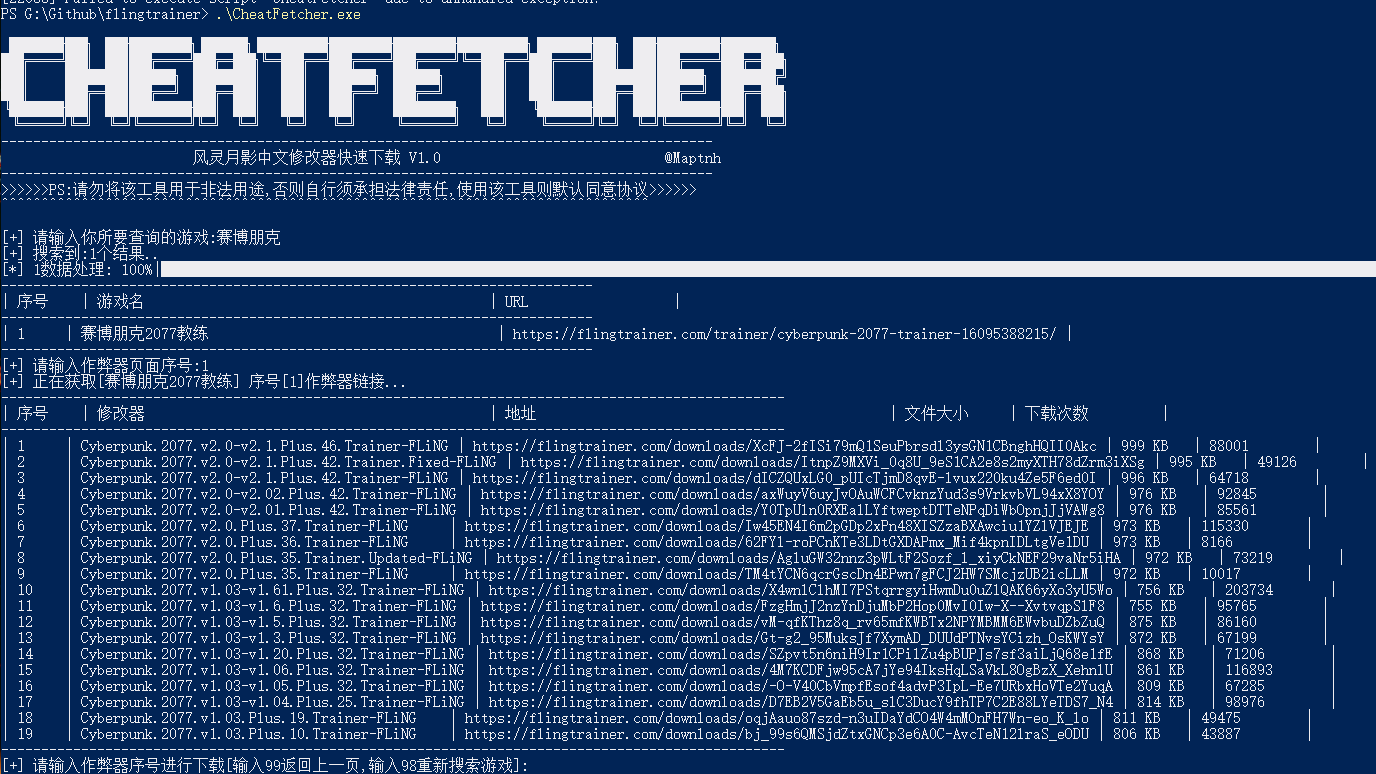 PS G:\Github\flingtrainer> .\CheatFetcher.exe
CHEATFETCHER
风灵月影中文修改器快速下载 V1.0 @Maptnh
>>>>>>PS:请勿将该工具用于非法用途,否则自行须承担法律责任,使用该工具则默认同意协议>>>>>>
[+] 请输入你所要查询的游戏:赛博朋克
[+] 搜索到:1个结果..
[*] 1数据处理: 100%|
| 序号 | 游戏名 | URL |
| 1 | 赛博朋克2077教练 | https://flingtrainer.com/trainer/cyberpunk-2077-trainer-16095388215/ |
[+] 请输入作弊器页面序号:1
[+] 正在获取[赛博朋克2077教练] 序号[1]作弊器链接...
| 序号 | 修改器 | 地址 | 文件大小 | 下载次数 |
| 1 | Cyberpunk.2077.v2.0-v2.1.Plus.46.Trainer-FLiNG | https://flingtrainer.com/downloads/XcFJ-2fISi79mQlSeuPbrsdl3ysGN1CBnghHQII0Akc | 999 KB | 88001 |
| 2 | Cyberpunk.2077.v2.0-v2.1.Plus.42.Trainer.Fixed-FLiNG | https://flingtrainer.com/downloads/ItnpZ9MXVi_0q8U_9eS1CA2e8s2myXTH78dZrm3iXSg | 995 KB | 49126 |
| 3 | Cyberpunk.2077.v2.0-v2.1.Plus.42.Trainer-FLiNG | https://flingtrainer.com/downloads/dICZQUxLG0_pUIcTjmD8qvE-lvux220ku4Ze5F6ed0I | 996 KB | 64718 |
| 4 | Cyberpunk.2077.v2.0-v2.02.Plus.42.Trainer-FLiNG | https://flingtrainer.com/downloads/axWuyV6uyJvOAuWCFCvknzYud3s9VrkvbVL94xX8YOY | 976 KB | 92845 |
| 5 | Cyberpunk.2077.v2.0-v2.01.Plus.42.Trainer-FLiNG | https://flingtrainer.com/downloads/Y0TpUln0RXEalLYftweptDTTeNPqDiWbOpnjJjVAWg8 | 976 KB | 85561 |
| 6 | Cyberpunk.2077.v2.0.Plus.37.Trainer-FLiNG | https://flingtrainer.com/downloads/Iw45EN4I6m2pGDp2xPn48XISZzaBXAwciu1YZ1VJEJE | 973 KB | 115330 |
| 7 | Cyberpunk.2077.v2.0.Plus.36.Trainer-FLiNG | https://flingtrainer.com/downloads/62FY1-roPCnKTe3LDtGXDAPmx_Mif4kpnIDLtgVe1DU | 973 KB | 8166 |
| 8 | Cyberpunk.2077.v2.0.Plus.35.Trainer.Updated-FLiNG | https://flingtrainer.com/downloads/AgluGW32nnz3pWLtF2Sozf_1_xiyCkNEF29vaNr5iHA | 972 KB | 73219 |
| 9 | Cyberpunk.2077.v2.0.Plus.35.Trainer-FLiNG | https://flingtrainer.com/downloads/TM4tYCN6qcrGscDn4EPwn7gFCJ2HW7SMcjzUB2icLLM | 972 KB | 10017 |
| 10 | Cyberpunk.2077.v1.03-v1.61.Plus.32.Trainer-FLiNG | https://flingtrainer.com/downloads/X4wnlC1hMI7PStqrrgyiHwmDu0uZ1QAK66yXo3yU5Wo | 756 KB | 203734 |
| 11 | Cyberpunk.2077.v1.03-v1.6.Plus.32.Trainer-FLiNG | https://flingtrainer.com/downloads/FzgHmjJ2nzYnDjuMbP2Hop0MvI0Iw-X--XvtvqpSlF8 | 755 KB | 95765 |
| 12 | Cyberpunk.2077.v1.03-v1.5.Plus.32.Trainer-FLiNG | https://flingtrainer.com/downloads/vM-qfKThz8q_rv65mfKWBTx2NPYMBMM6EWvbuDZbZuQ | 875 KB | 86160 |
| 13 | Cyberpunk.2077.v1.03-v1.3.Plus.32.Trainer-FLiNG | https://flingtrainer.com/downloads/Gt-g2_95MuksJf7XymAD_DUUdPTNvsYCizh_OsKWYsY | 872 KB | 67199 |
| 14 | Cyberpunk.2077.v1.03-v1.20.Plus.32.Trainer-FLiNG | https://flingtrainer.com/downloads/SZpvt5n6niH9IrlCPi1Zu4pBUPJs7sf3aiLjQ68elfE | 868 KB | 71206 |
| 15 | Cyberpunk.2077.v1.03-v1.06.Plus.32.Trainer-FLiNG | https://flingtrainer.com/downloads/4M7KCDFjw95cA7jYe94IksHqLSaVkL8OgBzX_Xehn1U | 861 KB | 116893 |
| 16 | Cyberpunk.2077.v1.03-v1.05.Plus.32.Trainer-FLiNG | https://flingtrainer.com/downloads/-O-V40CbVmpfEsof4advP3IpL-Ee7URbxHoVTe2YuqA | 809 KB | 67285 |
| 17 | Cyberpunk.2077.v1.03-v1.04.Plus.25.Trainer-FLiNG | https://flingtrainer.com/downloads/D7EB2V5GaEb5u_slC3DucY9fhTP7C2E88LYeTDS7_N4 | 814 KB | 98976 |
| 18 | Cyberpunk.2077.v1.03.Plus.19.Trainer-FLiNG | https://flingtrainer.com/downloads/oqjAauo87szd-n3uIDaYdCO4W4mMOnFH7Wn-eo_K_1o | 811 KB | 49475 |
| 19 | Cyberpunk.2077.v1.03.Plus.10.Trainer-FLiNG | https://flingtrainer.com/downloads/bj_99s6QMSjdZtxGNCp3e6AOC-AvcTeN121raS_eODU | 806 KB | 43887 |
[+] 请输入作弊器序号进行下载[输入99返回上一页,输入98重新搜索游戏]: